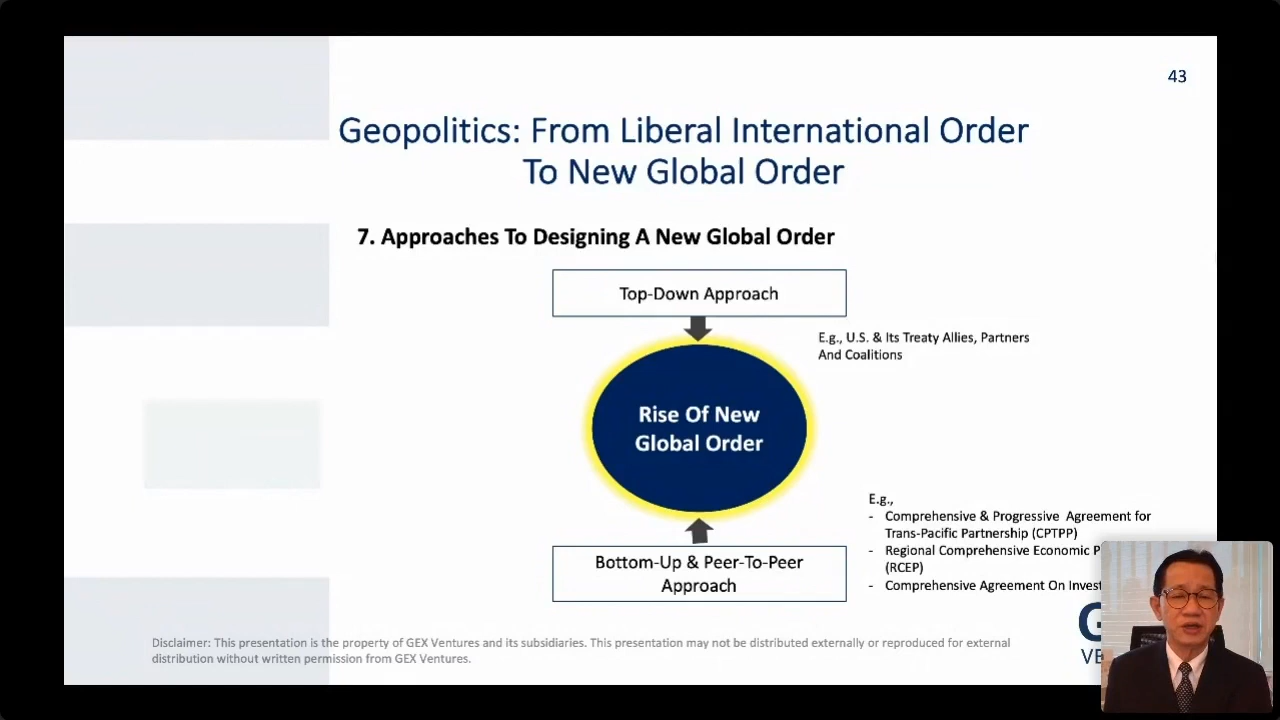 43
Geopolitics: From Liberal International Order
To New Global Order
7. Approaches To Designing A New Global Order
Top-Down Approach
E.g., U.S. & Its Treaty Allies, Partners
And Coalitions
Rise Of New
Global Order
E.g.,
- Comprehensive & Progressive Agreement for
Trans-Pacific Partnership (CPTPP)
- Regional Comprehensive Economic
(RCEP)
- Comprehensive Agreement On
Bottom-Up & Peer-To-Peer
Approach
Disclaimer: This presentation is the property of GEX Ventures and its subsidiaries. This presentation may not be distributed externally or reproduced for external
distribution without written permission from GEX Ventures.